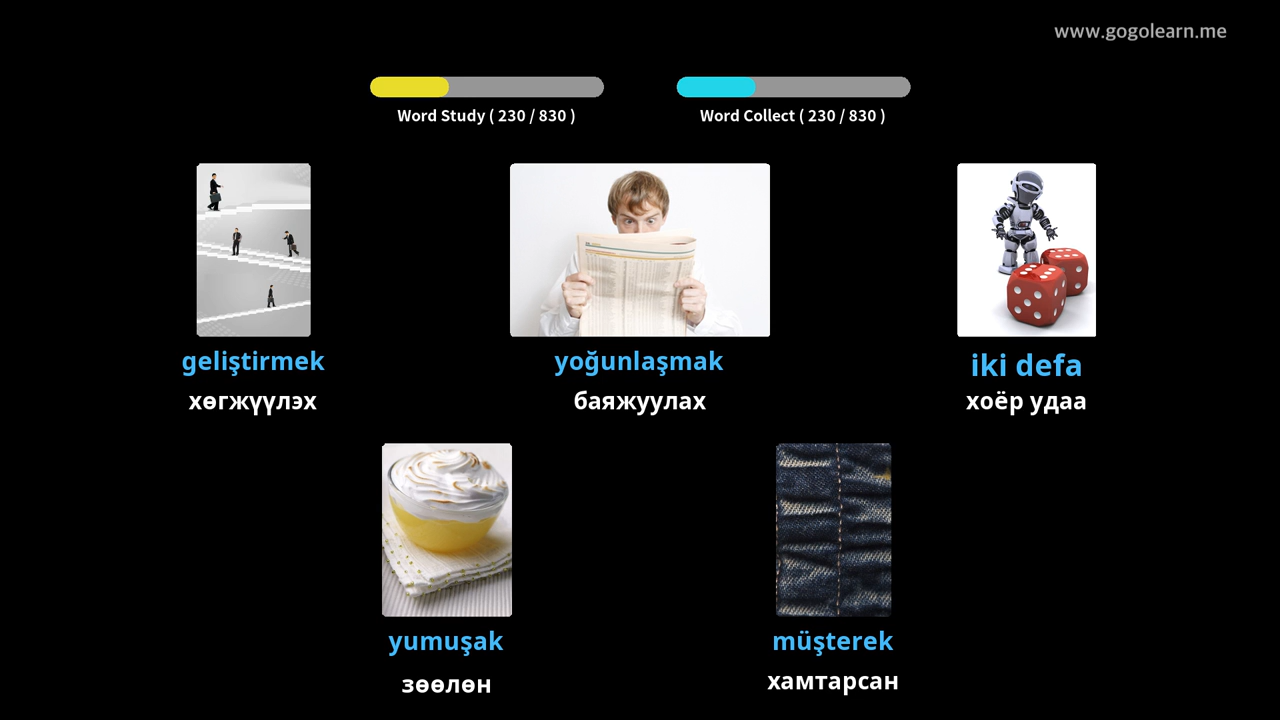 www.gogolearn.me
Word Study ( 230 / 830 )
Word Collect ( 230 / 830 )
geliştirmek
хөгжүүлэх
yoğunlaşmak
баяжуулах
iki defa
хоёр удаа
yumuşak
зөөлөн
müşterek
хамтарсан